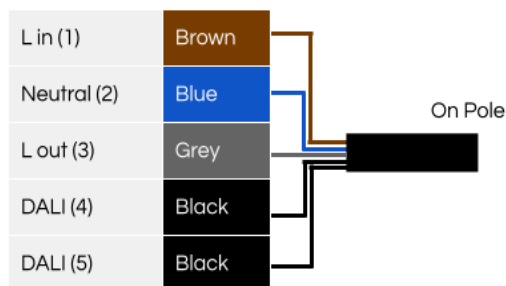 L in (1) Brown
Neutral (2) Blue
On Pole
L out (3) Grey
DALI (4) Black
DALI (5) Black